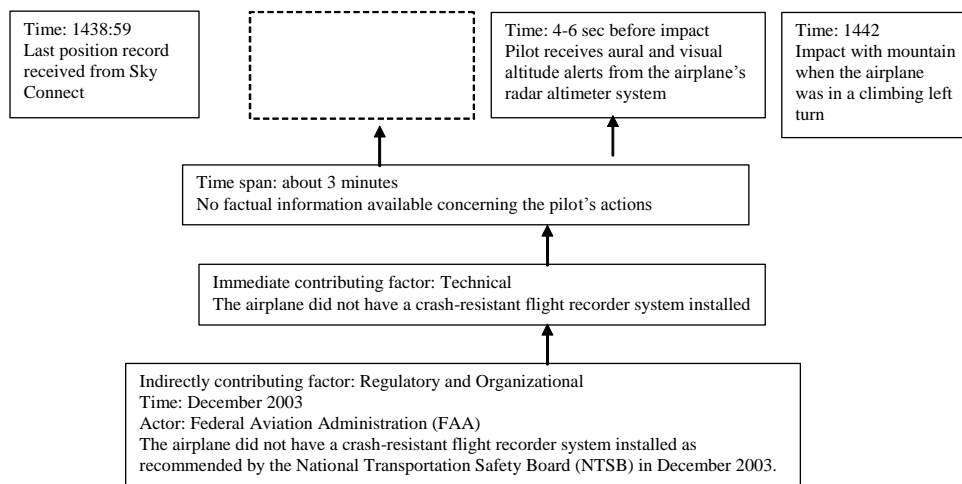 Time: 1438:59
Last position record
received from Sky
Connect
Time: 4-6 sec before impact
Pilot receives aural and visual
altitude alerts from the airplane’s
radar altimeter system
Time: 1442
Impact with mountain
when the airplane
was in a climbing left
turn
Time span: about 3 minutes
No factual information available concerning the pilot’s actions
Immediate contributing factor: Technical
The airplane did not have a crash-resistant flight recorder system installed
Indirectly contributing factor: Regulatory and Organizational
Time: December 2003
Actor: Federal Aviation Administration (FAA)
The airplane did not have a crash-resistant flight recorder system installed as
recommended by the National Transportation Safety Board (NTSB) in December 2003.